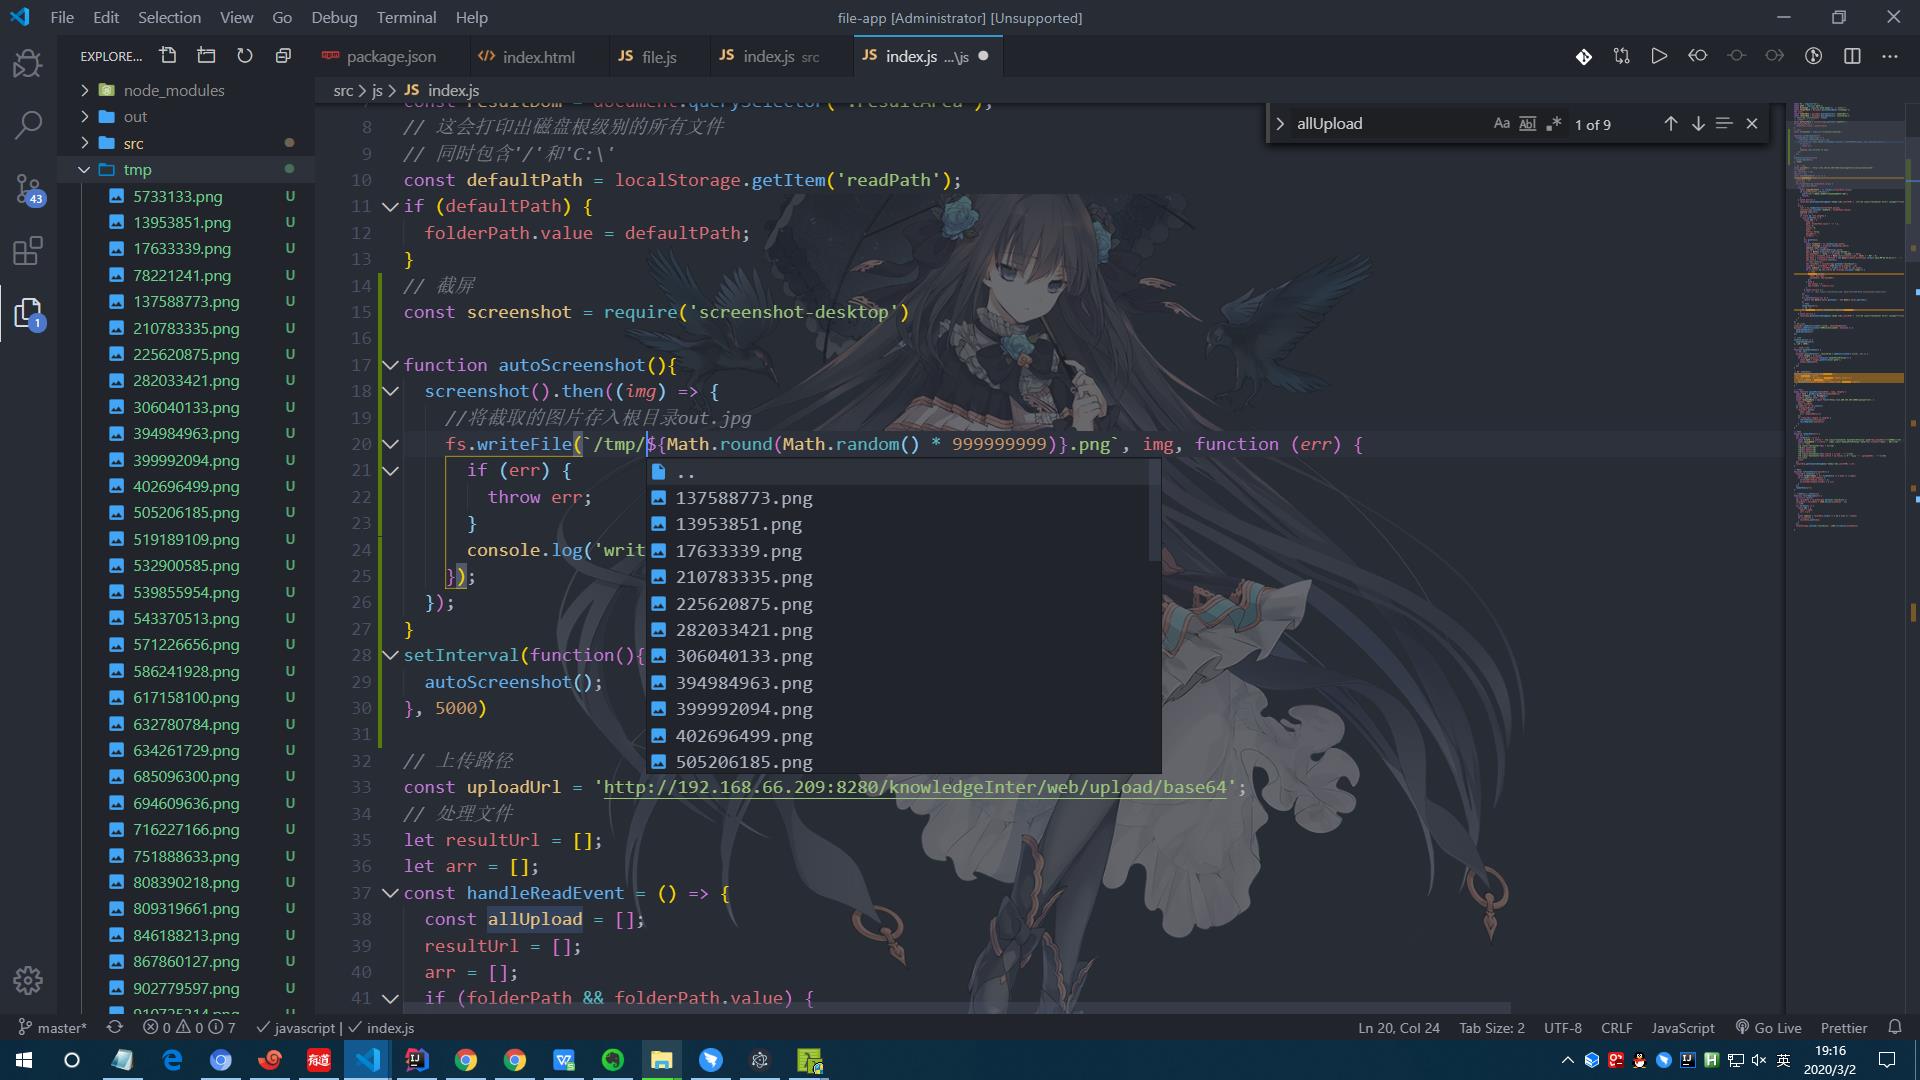 File Edit Selection View Go Debug Terminal Help
file-app [Administrator] [Unsupported]
EXPLORE...
package.json
index.html
JS file.js
JS index.js src
JS index.js ...\js
src > js > JS index.js
node_modules
out
src
tmp
5733133.png U
13953851.png U
17633339.png U
78221241.png U
137588773.png U
210783335.png U
225620875.png U
282033421.png U
306040133.png U
394984963.png U
399992094.png U
402696499.png U
505206185.png U
519189109.png U
532900585.png U
539855954.png U
543370513.png U
571226656.png U
586241928.png U
617158100.png U
632780784.png U
634261729.png U
685096300.png U
694609636.png U
716227166.png U
751888633.png U
808390218.png U
809319661.png U
846188213.png U
867860127.png U
902779597.png U
43
1
allUpload
Aa Abl .*
1 of 9
const resultDom = document.querySelector('.resultArea');
8 // 这会打印出磁盘根级别的所有文件
9 // 同时包含'/'和'C:\'
10 const defaultPath = localStorage.getItem('readPath');
11 if (defaultPath) {
12 folderPath.value = defaultPath;
13 }
14 // 截屏
15 const screenshot = require('screenshot-desktop')
16
17 function autoScreenshot(){
18 screenshot().then((img) => {
19 //将截取的图片存入根目录out.jpg
20 fs.writeFile(`/tmp/${Math.round(Math.random() * 999999999)}.png`, img, function (err) {
21 if (err) {
22 throw err;
23 }
24 console.log('writ
25 });
26 });
27 }
28 setInterval(function(){
29 autoScreenshot();
30 }, 5000)
31
32 // 上传路径
33 const uploadUrl = 'http://192.168.66.209:8280/knowledgeInter/web/upload/base64';
34 // 处理文件
35 let resultUrl = [];
36 let arr = [];
37 const handleReadEvent = () => {
38 const allUpload = [];
39 resultUrl = [];
40 arr = [];
41 if (folderPath && folderPath.value) {
..
137588773.png
13953851.png
17633339.png
210783335.png
225620875.png
282033421.png
306040133.png
394984963.png
399992094.png
402696499.png
505206185.png
master* 0 0 7 javascript | index.js
Ln 20, Col 24 Tab Size: 2 UTF-8 CRLF JavaScript Go Live Prettier
有道
英
19:16
2020/3/2